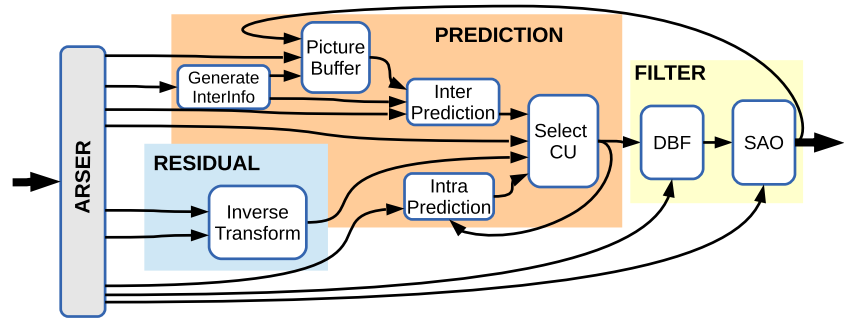 PREDICTION
Picture
Buffer
Generate
InterInfo
Inter
Prediction
Select
CU
Intra
Prediction
RESIDUAL
Inverse
Transform
ARSER
FILTER
DBF
SAO